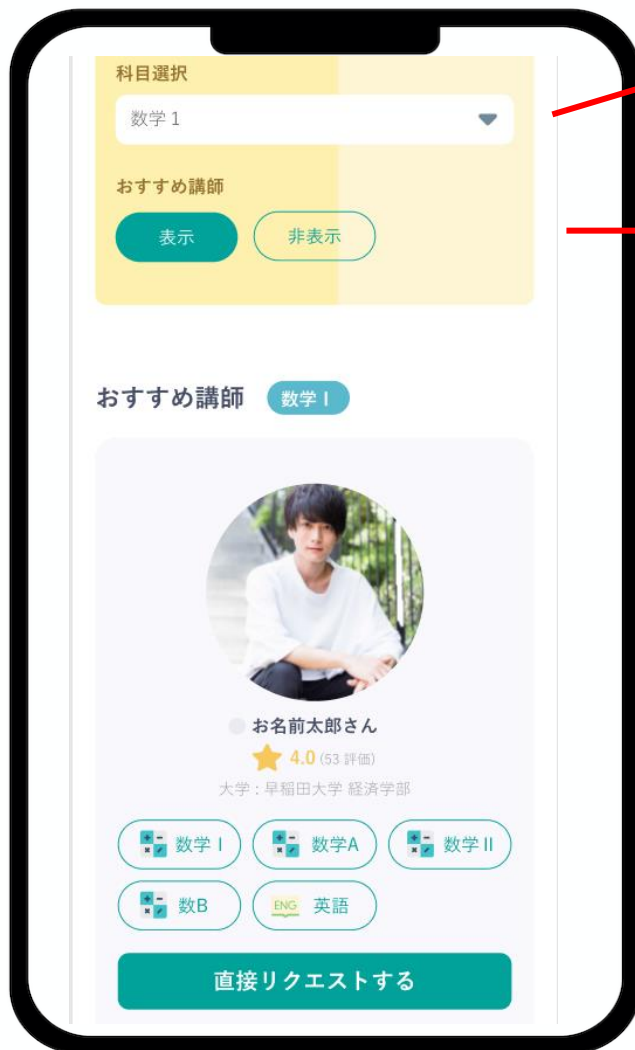 科目選択
数学 1
おすすめ講師
表示 非表示
おすすめ講師 数学 I
お名前太郎さん
4.0 (53 評価)
大学 : 早稲田大学 経済学部
数学 I 数学A 数学 II
数B ENG 英語
直接リクエストする